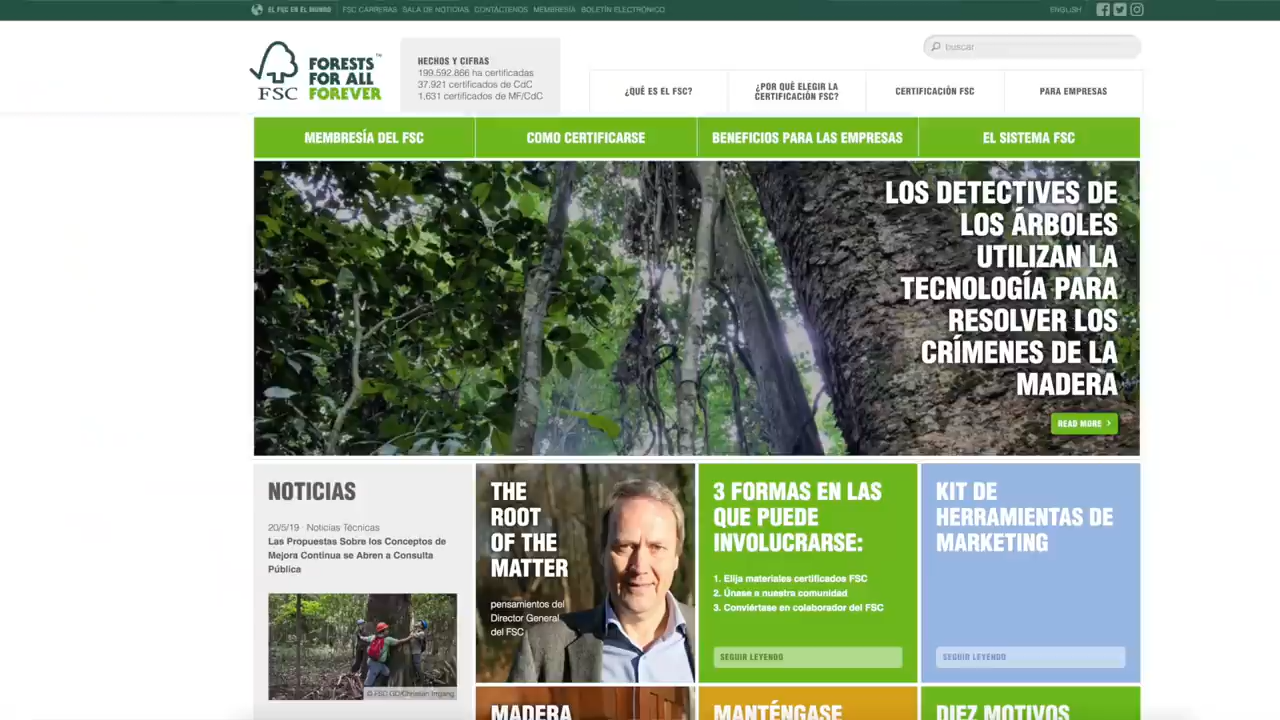 EL FSC EN EL MUNDO FSC CARRERAS SALA DE NOTICIAS CONTÁCTENOS MEMBRESÍA BOLETÍN ELECTRÓNICO
ENGLISH
FSC
FORESTS
FOR ALL
FOREVER
HECHOS Y CIFRAS
199.592.866 ha certificadas
37.921 certificados de CdC
1.631 certificados de MF/CdC
buscar
¿QUÉ ES EL FSC?
¿POR QUÉ ELEGIR LA
CERTIFICACIÓN FSC?
CERTIFICACIÓN FSC
PARA EMPRESAS
MEMBRESÍA DEL FSC
COMO CERTIFICARSE
BENEFICIOS PARA LAS EMPRESAS
EL SISTEMA FSC
LOS DETECTIVES DE
LOS ÁRBOLES
UTILIZAN LA
TECNOLOGÍA PARA
RESOLVER LOS
CRÍMENES DE LA
MADERA
READ MORE
NOTICIAS
20/5/19 · Noticias Técnicas
Las Propuestas Sobre los Conceptos de
Mejora Continua se Abren a Consulta
Pública
© FSC GD/Christian Irrgang
THE
ROOT
OF THE
MATTER
pensamientos del
Director General
del FSC
3 FORMAS EN LAS
QUE PUEDE
INVOLUCRARSE:
1. Elija materiales certificados FSC
2. Únase a nuestra comunidad
3. Conviértase en colaborador del FSC
SEGUIR LEYENDO
KIT DE
HERRAMIENTAS DE
MARKETING
SEGUIR LEYENDO
MADERA
MANTÉNGASE
DIEZ MOTIVOS